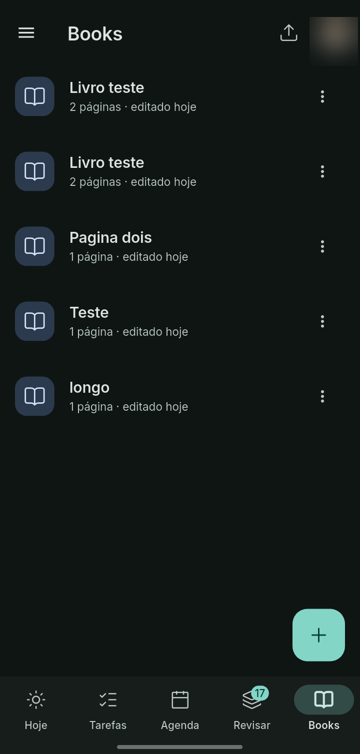 Books
Livro teste
2 páginas · editado hoje
Livro teste
2 páginas · editado hoje
Pagina dois
1 página · editado hoje
Teste
1 página · editado hoje
longo
1 página · editado hoje
17
Hoje
Tarefas
Agenda
Revisar
Books